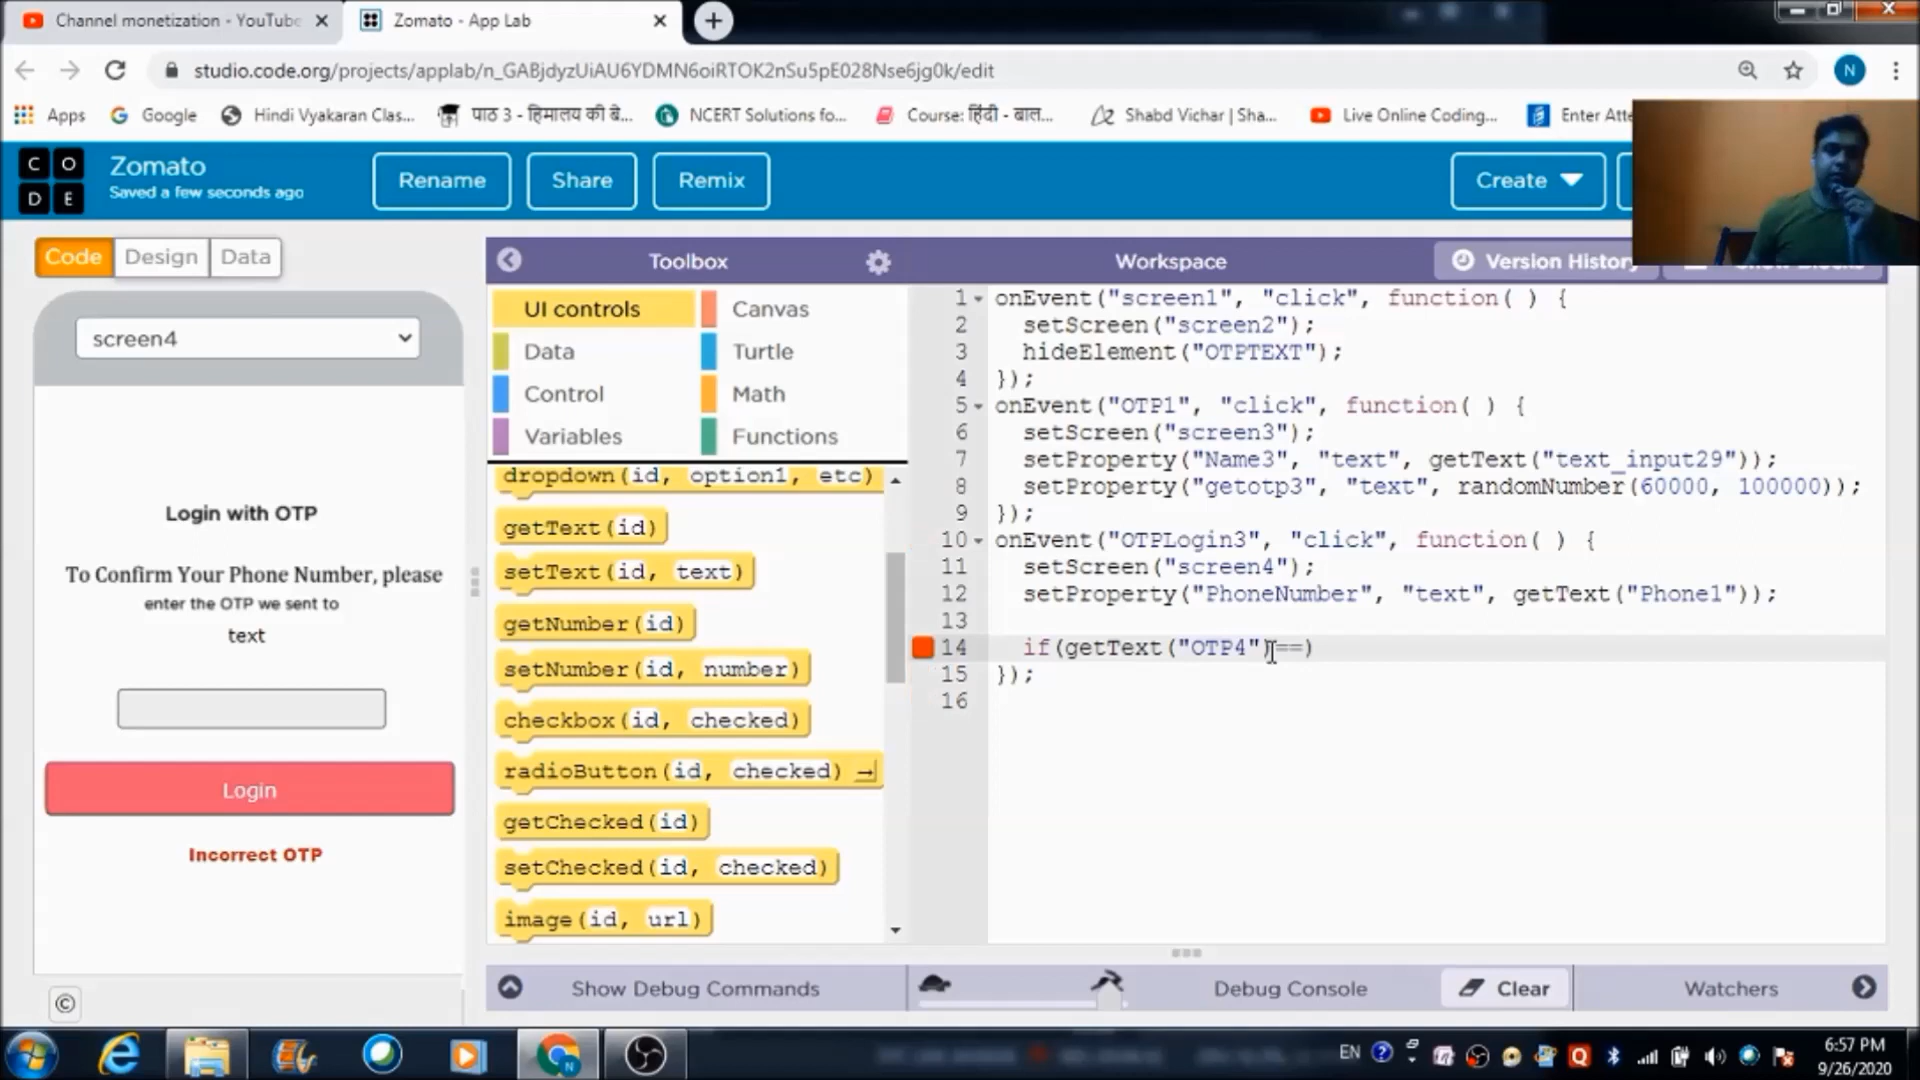 Channel monetization - YouTube
Zomato - App Lab
studio.code.org/projects/applab/n_GABjdyzUiAU6YDMN6oiRTOK2nSu5pE028Nse6jg0k/edit
N
Apps
Google
Hindi Vyakaran Clas...
पाठ 3 - हिमालय की बे...
NCERT Solutions fo...
Course: हिंदी - बाल...
Shabd Vichar | Sha...
Live Online Coding...
Enter Atte
C O
D E
Zomato
Saved a few seconds ago
Rename
Share
Remix
Create
Code
Design
Data
Toolbox
Workspace
Version History
screen4
UI controls
Canvas
Data
Turtle
Control
Math
Variables
Functions
dropdown(id, option1, etc)
getText(id)
setText(id, text)
getNumber(id)
setNumber(id, number)
checkbox(id, checked)
radioButton(id, checked)
getChecked(id)
setChecked(id, checked)
image(id, url)
1 onEvent("screen1", "click", function( ) {
2 setScreen("screen2");
3 hideElement("OTPTEXT");
4 });
5 onEvent("OTP1", "click", function( ) {
6 setScreen("screen3");
7 setProperty("Name3", "text", getText("text_input29"));
8 setProperty("getotp3", "text", randomNumber(60000, 100000));
9 });
10 onEvent("OTPLogin3", "click", function( ) {
11 setScreen("screen4");
12 setProperty("PhoneNumber", "text", getText("Phone1"));
13
14 if(getText("OTP4")==)
15 });
16
Login with OTP
To Confirm Your Phone Number, please
enter the OTP we sent to
text
Login
Incorrect OTP
©
Show Debug Commands
Debug Console
Clear
Watchers
EN
6:57 PM
9/26/2020